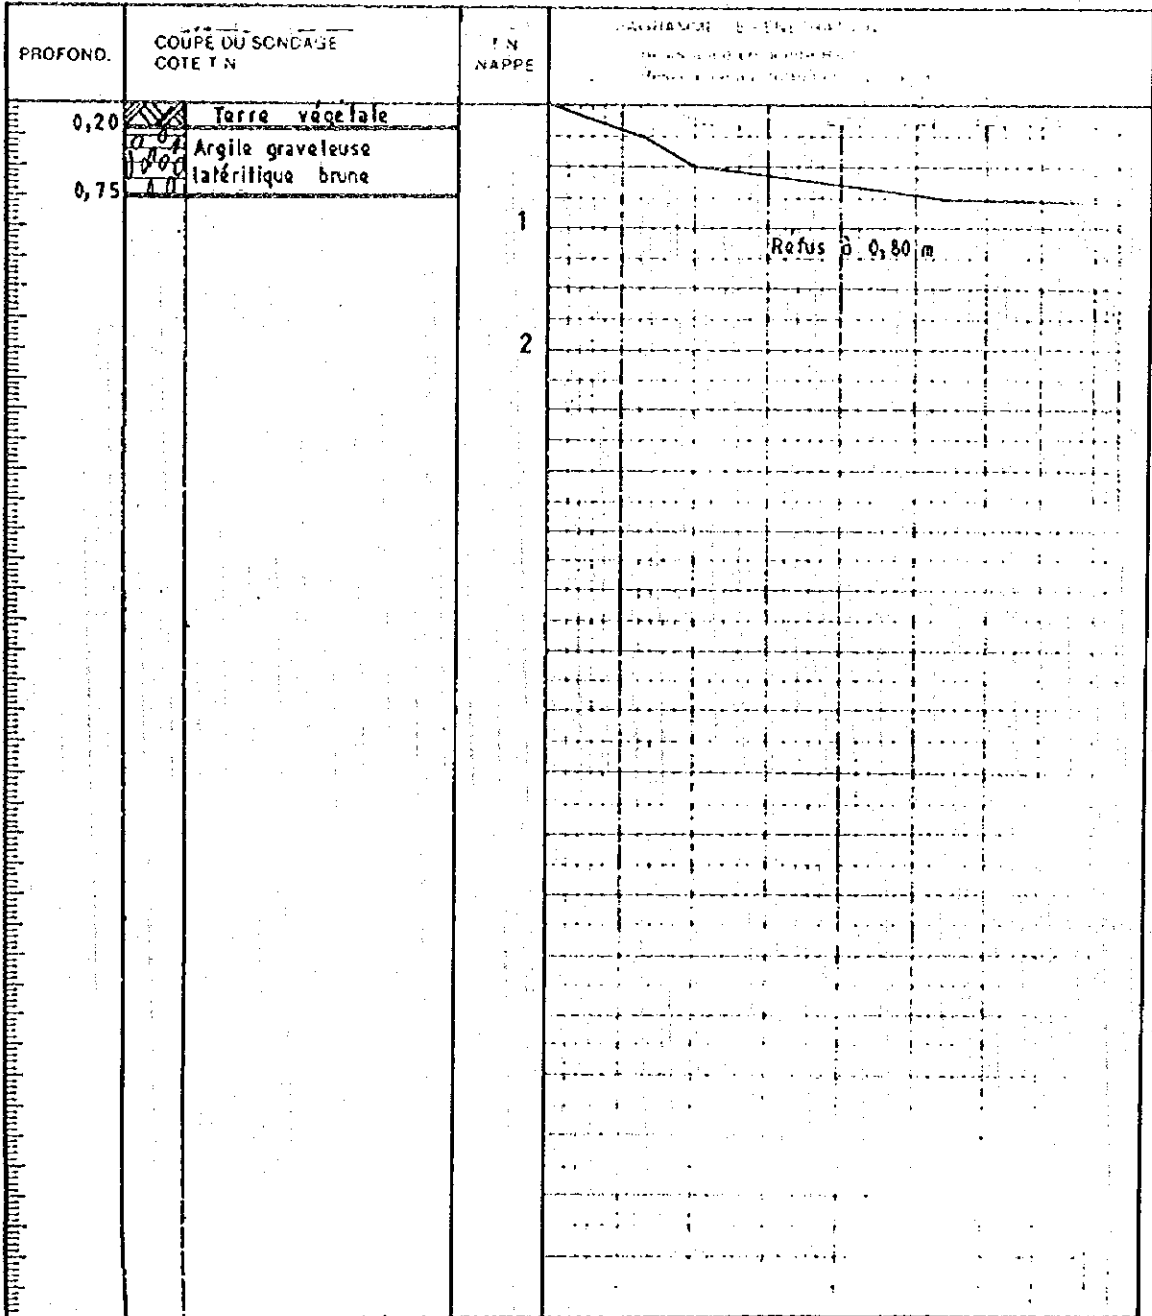 PROFOND.
COUPE DU SONDAGE
COTE T N
T N
NAPPE
0,20
Terre végétale
Argile graveleuse
latéritique brune
0,75
1
Réfus à 0,80 m
2